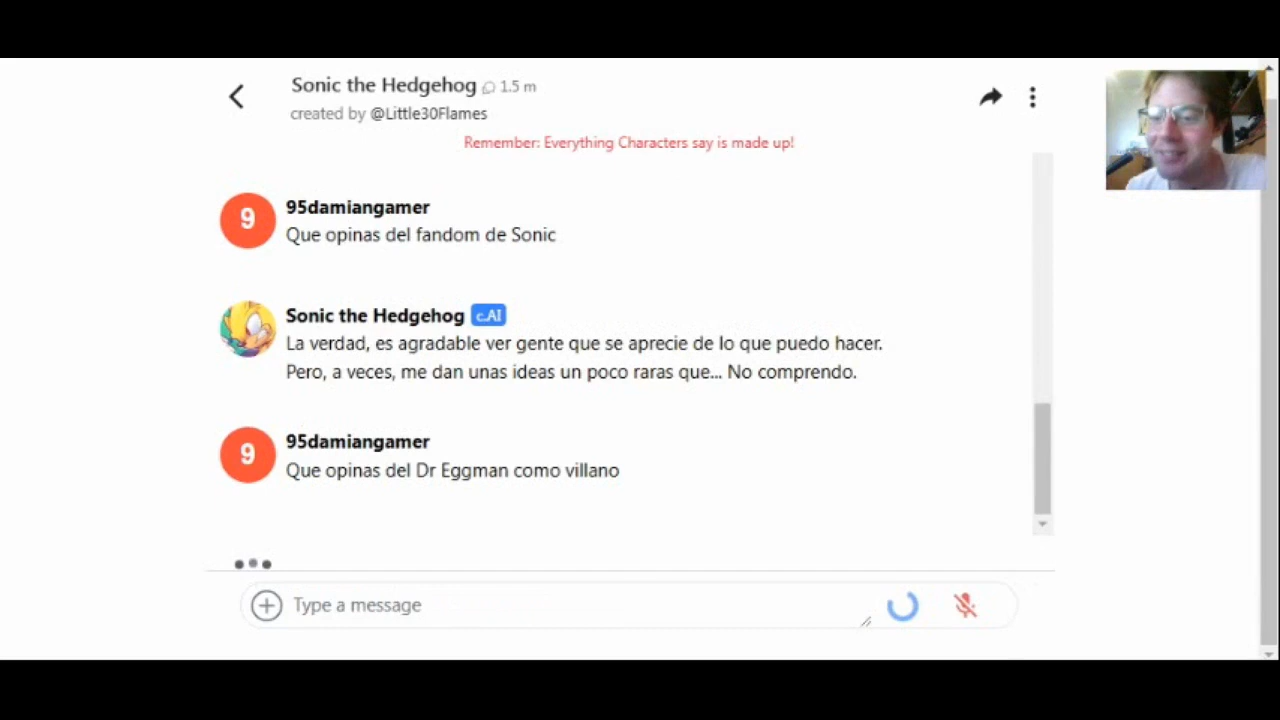 Sonic the Hedgehog 1.5 m
created by @Little30Flames
Remember: Everything Characters say is made up!
9 95damiangamer
Que opinas del fandom de Sonic
Sonic the Hedgehog c.AI
La verdad, es agradable ver gente que se aprecie de lo que puedo hacer.
Pero, a veces, me dan unas ideas un poco raras que... No comprendo.
9 95damiangamer
Que opinas del Dr Eggman como villano
Type a message